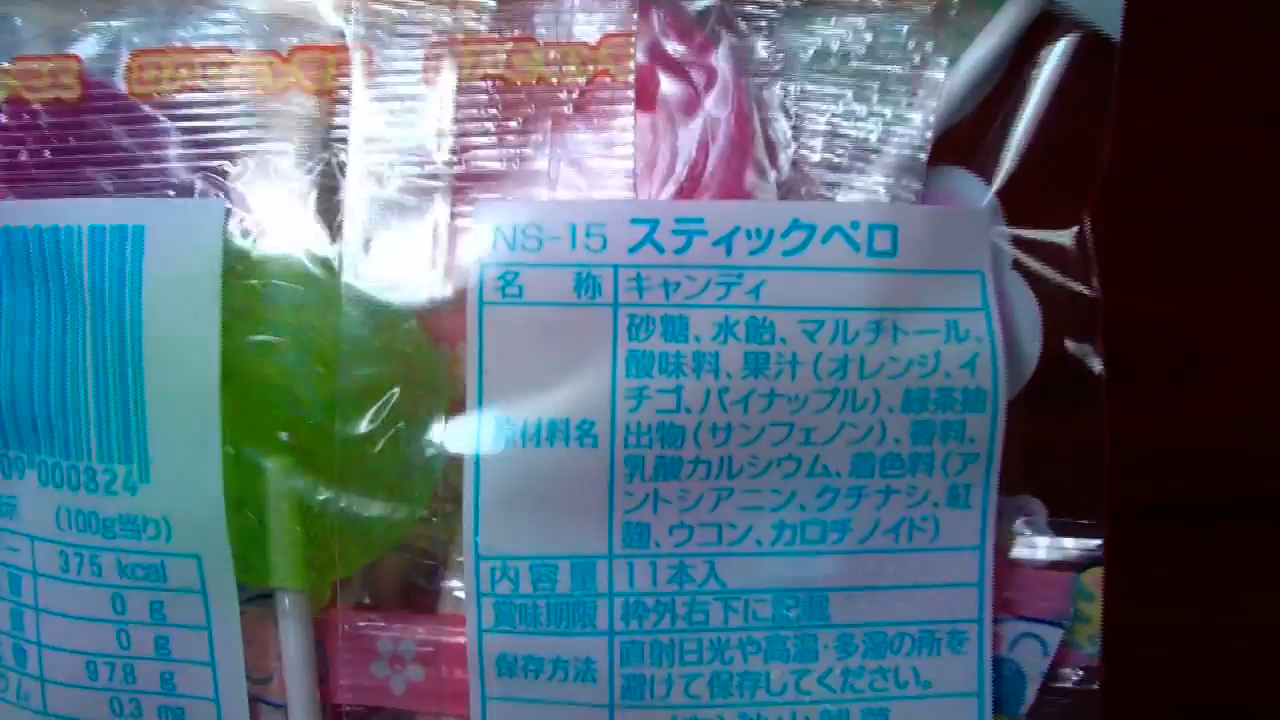 NS-15 スティックペロ
名 称 キャンディ
原材料名
砂糖、水飴、マルチトール、
酸味料、果汁(オレンジ、イ
チゴ、パイナップル)、緑茶抽
出物(サンフェノン)、香料、
乳酸カルシウム、着色料(ア
ントシアニン、クチナシ、紅
麹、ウコン、カロチノイド)
内容量 11本入
賞味期限 枠外右下に記載
保存方法
直射日光や高温・多湿の所を
避けて保存してください。
09 000824
(100g当り)
375 kcal
0 g
0 g
97.8 g
0.3 mg